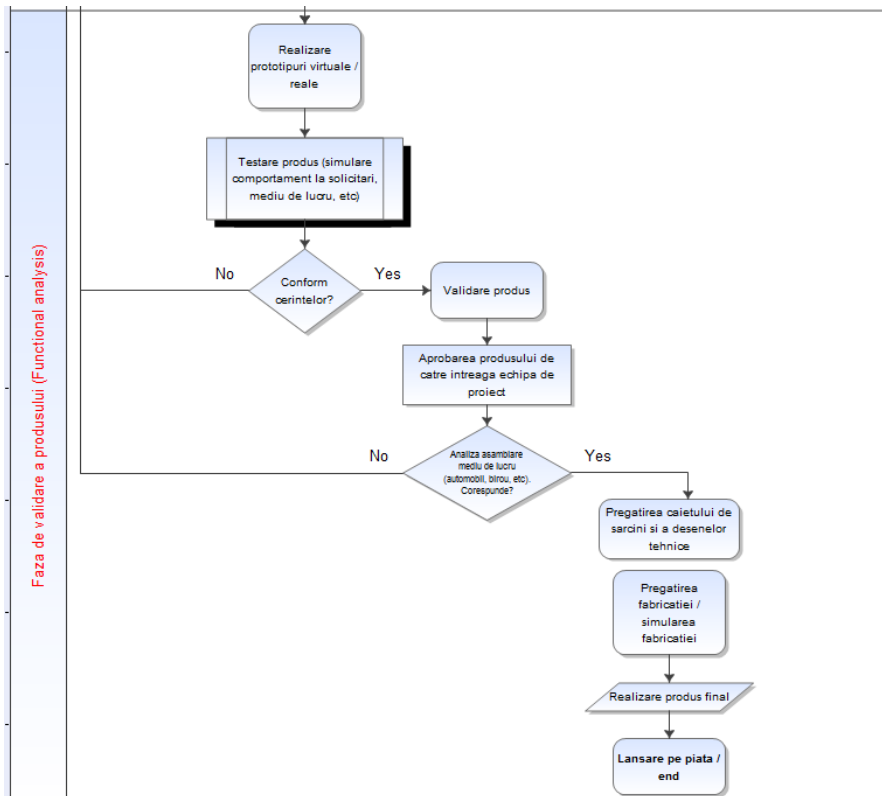 Faza de validare a produsului (Functional analysis)
Realizare
prototipuri virtuale /
reale
Testare produs (simulare
comportament la solicitari,
mediu de lucru, etc)
No
Conform
cerintelor?
Yes
Validare produs
Aprobarea produsului de
catre intreaga echipa de
proiect
No
Analiza asamblare
mediu de lucru
(automobil, birou, etc).
Corespunde?
Yes
Pregatirea caietului de
sarcini si a desenelor
tehnice
Pregatirea
fabricatiei /
simularea
fabricatiei
Realizare produs final
Lansare pe piata /
end